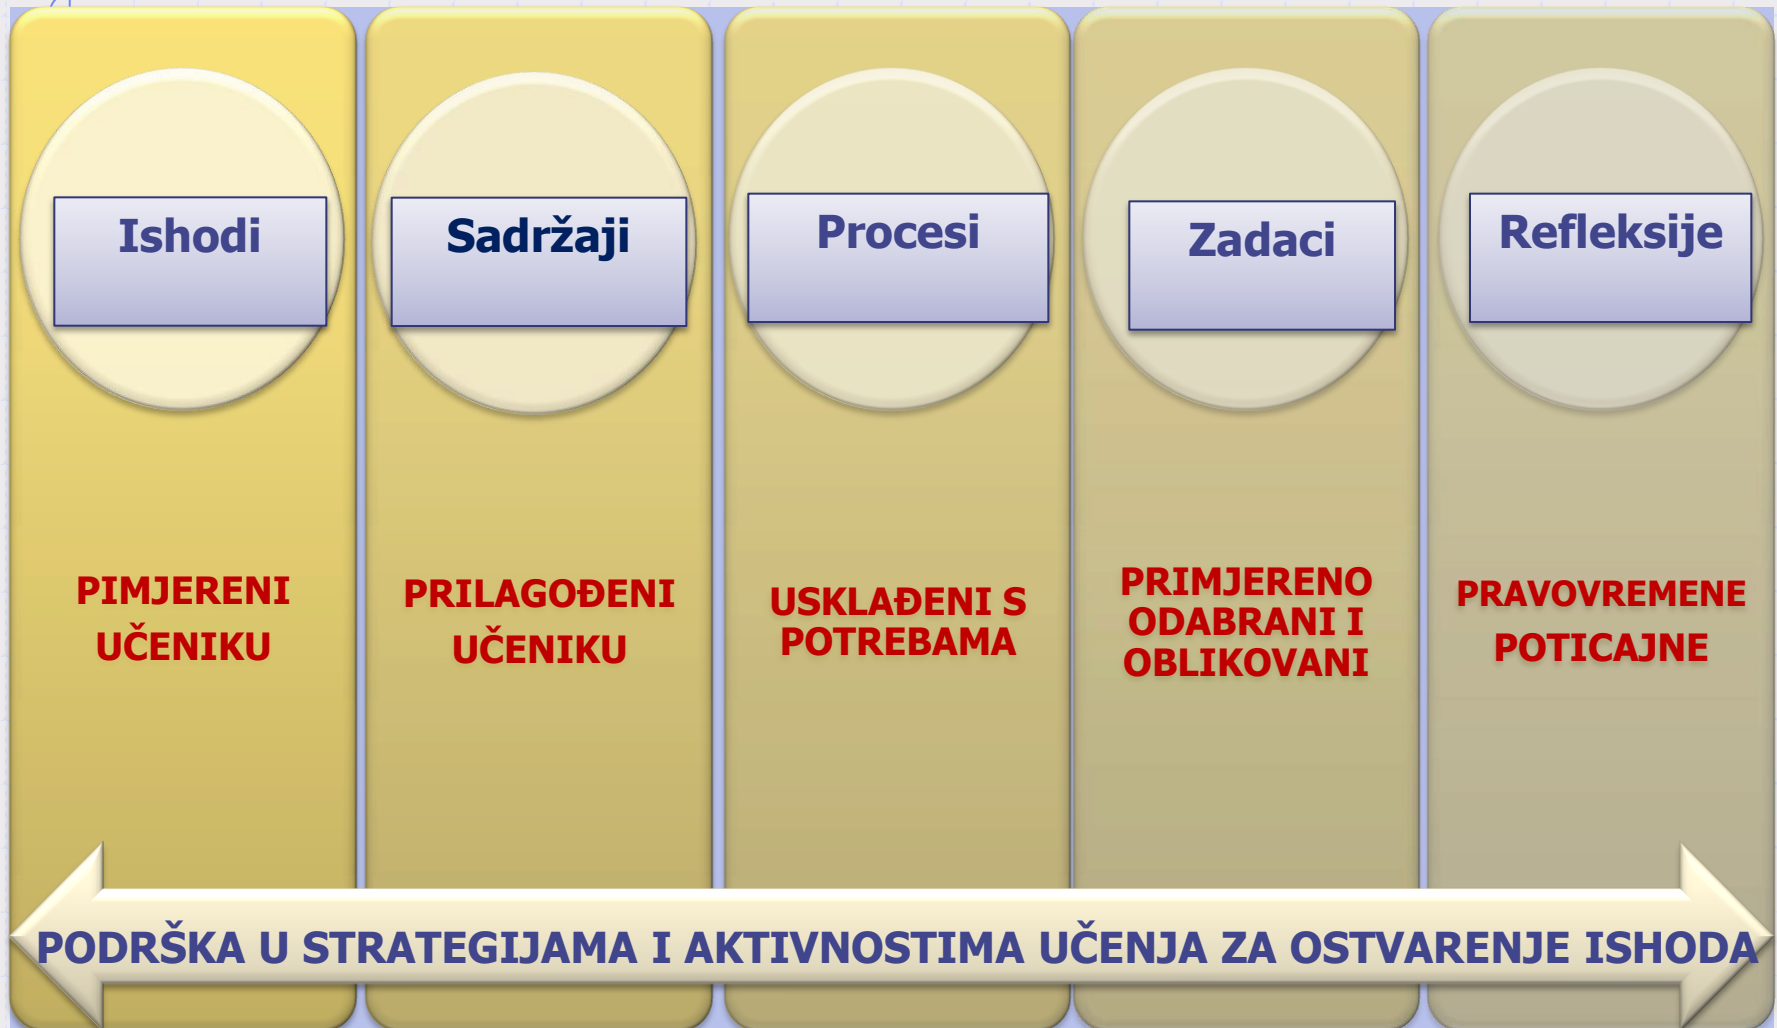 Ishodi
PIMJERENI
UČENIKU
Sadržaji
PRILAGOĐENI
UČENIKU
Procesi
USKLAĐENI S
POTREBAMA
Zadaci
PRIMJERENO
ODABRANI I
OBLIKOVANI
Refleksije
PRAVOVREMENE
POTICAJNE
PODRŠKA U STRATEGIJAMA I AKTIVNOSTIMA UČENJA ZA OSTVARENJE ISHODA